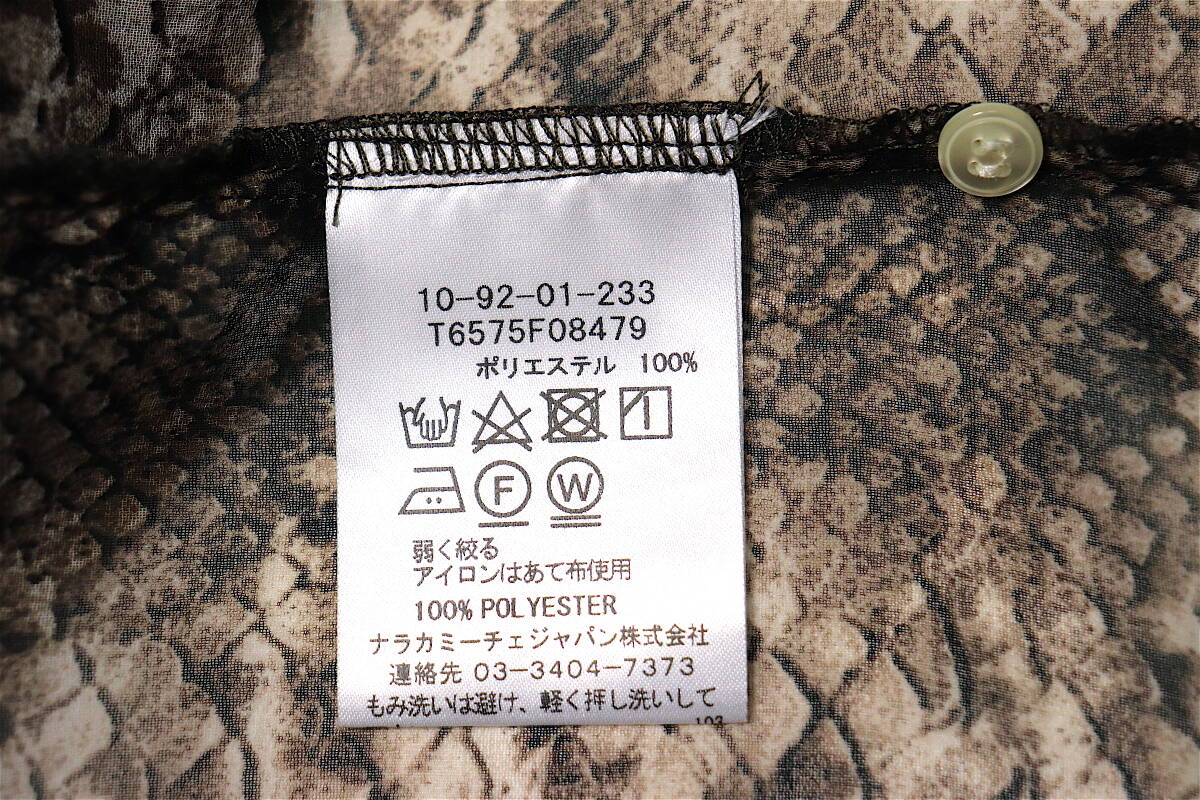 10-92-01-233
T6575F08479
ポリエステル 100%
F W
弱く絞る
アイロンはあて布使用
100% POLYESTER
ナラカミーチェジャパン株式会社
連絡先 03-3404-7373
もみ洗いは避け、軽く押し洗いして